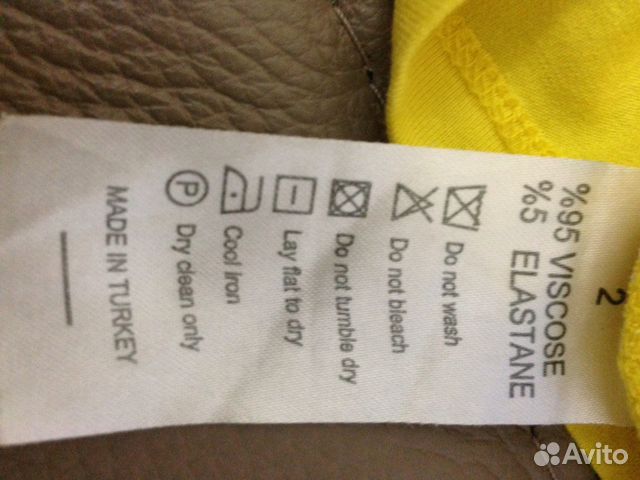 2
%95 VISCOSE
%5 ELASTANE
Do not wash
Do not bleach
Do not tumble dry
Lay flat to dry
Cool iron
P Dry clean only
MADE IN TURKEY
Avito